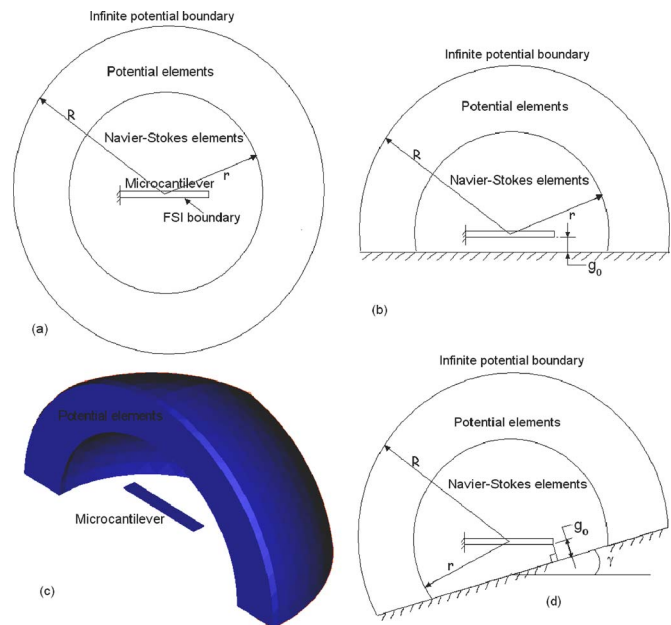 Infinite potential boundary
Potential elements
R
Navier-Stokes elements
Microcantilever
r
FSI boundary
(a)
Infinite potential boundary
Potential elements
R
Navier-Stokes elements
r
g₀
(b)
Potential elements
Microcantilever
(c)
Infinite potential boundary
Potential elements
R
Navier-Stokes elements
g₀
r
γ
(d)